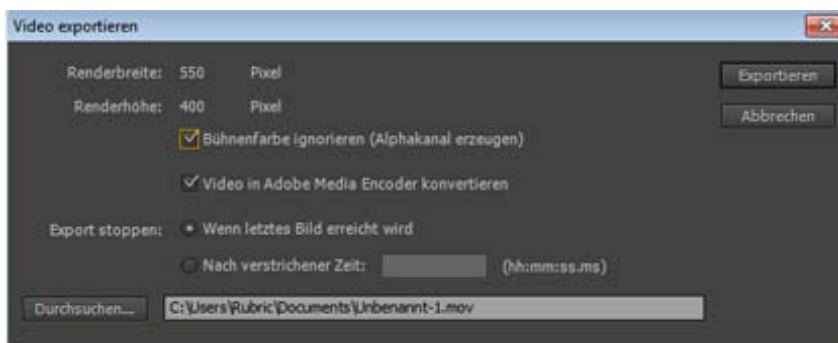 Video exportieren
Renderbreite: 550 Pixel
Exportieren
Renderhöhe: 400 Pixel
Abbrechen
Bühnenfarbe ignorieren (Alphakanal erzeugen)
Video in Adobe Media Encoder konvertieren
Export stoppen: Wenn letztes Bild erreicht wird
Nach verstrichener Zeit: (hh:mm:ss.ms)
Durchsuchen... C:\Users\Rubric\Documents\Unbenannt-1.mov